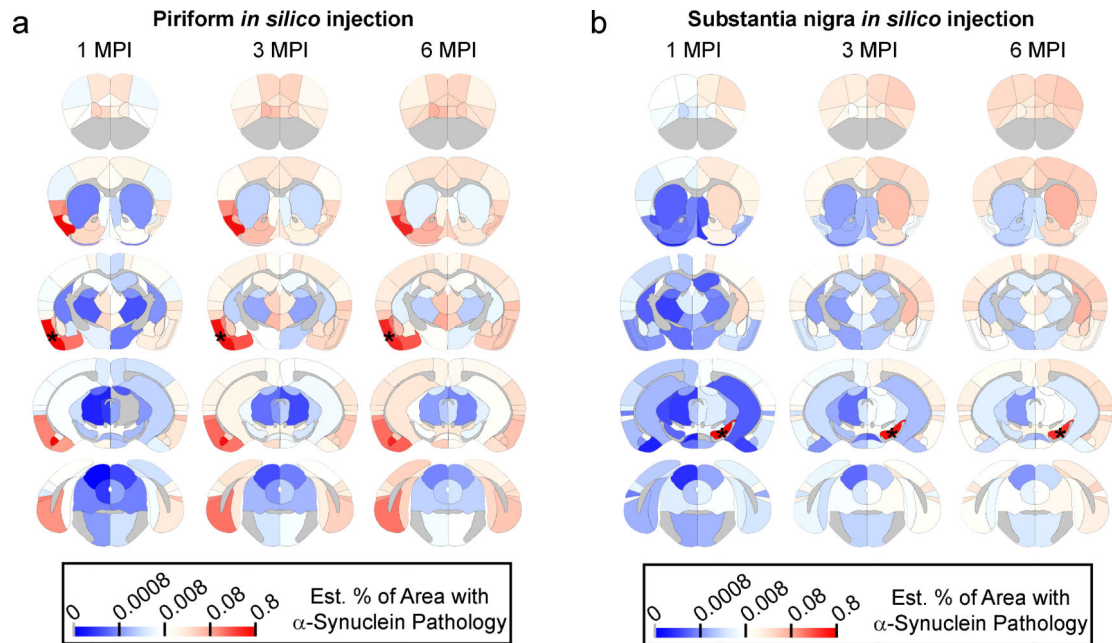 a
Piriform in silico injection
1 MPI
3 MPI
6 MPI
*
*
*
0
0.0008
0.008
0.08
0.8
Est. % of Area with
α-Synuclein Pathology
b
Substantia nigra in silico injection
1 MPI
3 MPI
6 MPI
*
*
*
0
0.0008
0.008
0.08
0.8
Est. % of Area with
α-Synuclein Pathology